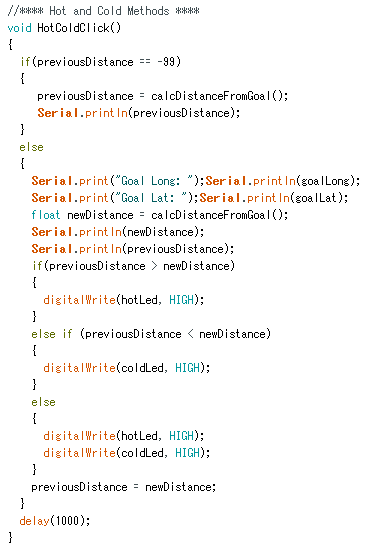 //**** Hot and Cold Methods ****
void HotColdClick()
{
  if(previousDistance == -99)
  {
     previousDistance = calcDistanceFromGoal();
     Serial.println(previousDistance);
  }
  else
  {
    Serial.print("Goal Long: ");Serial.println(goalLong);
    Serial.print("Goal Lat: ");Serial.println(goalLat);
    float newDistance = calcDistanceFromGoal();
    Serial.println(newDistance);
    Serial.println(previousDistance);
    if(previousDistance > newDistance)
    {
      digitalWrite(hotLed, HIGH);
    }
    else if (previousDistance < newDistance)
    {
      digitalWrite(coldLed, HIGH);
    }
    else
    {
      digitalWrite(hotLed, HIGH);
      digitalWrite(coldLed, HIGH);
    }
    previousDistance = newDistance;
  }
  delay(1000);
}